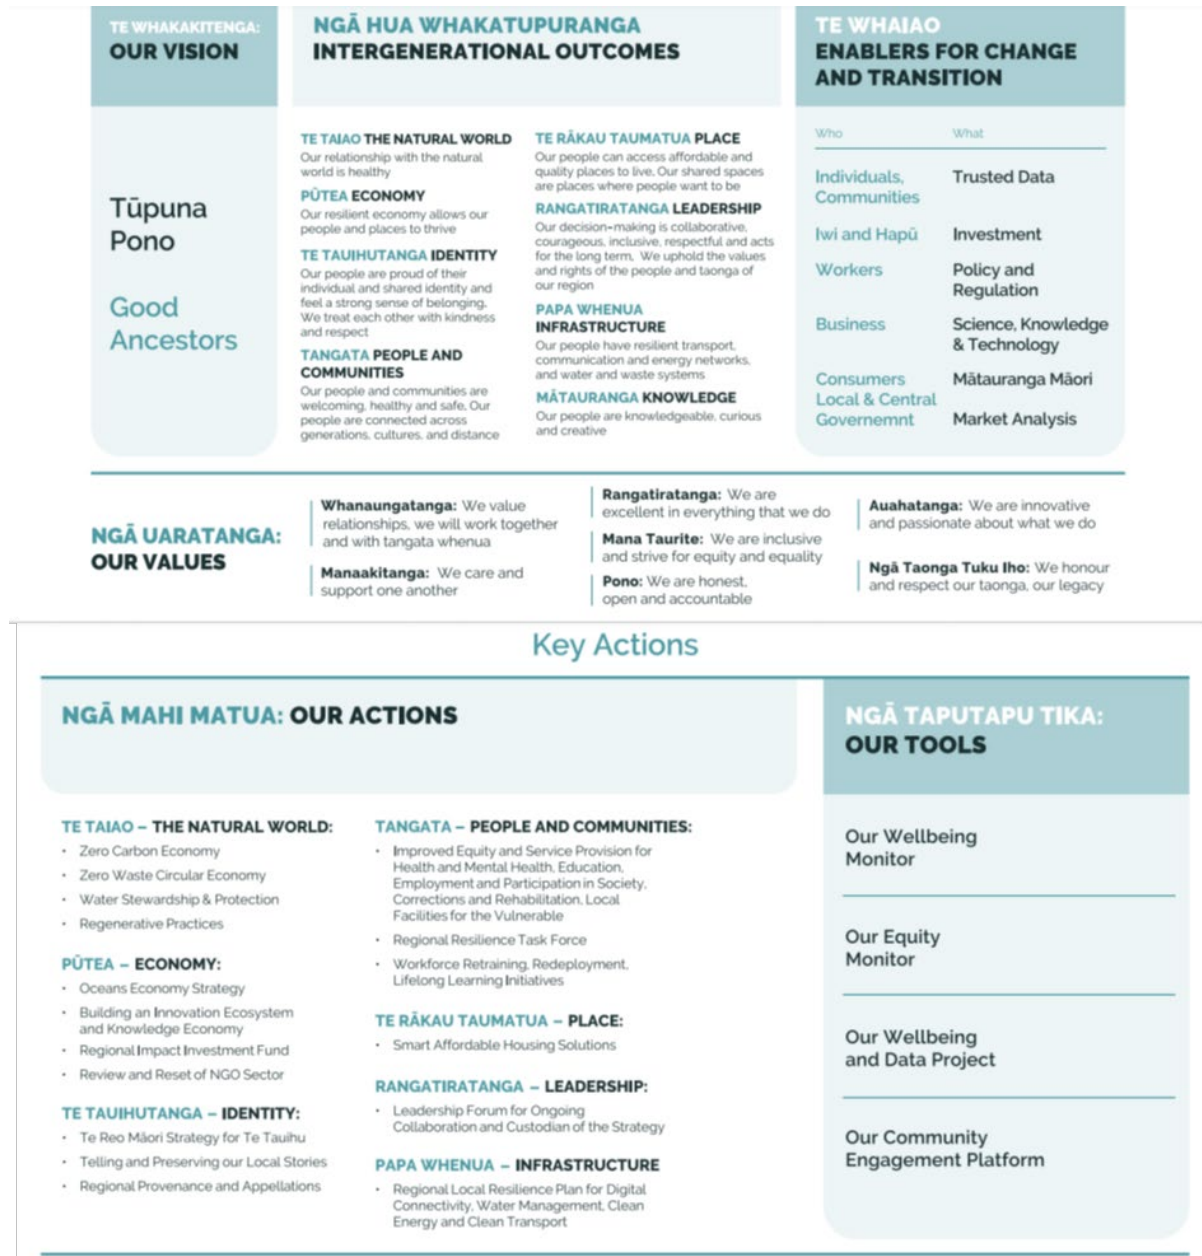 TE WHAKAKITENGA:
OUR VISION
Tūpuna
Pono
Good
Ancestors
NGĀ HUA WHAKATUPURANGA
INTERGENERATIONAL OUTCOMES
TE TAIAO THE NATURAL WORLD
Our relationship with the natural
world is healthy
PŪTEA ECONOMY
Our resilient economy allows our
people and places to thrive
TE TAUIHUTANGA IDENTITY
Our people are proud of their
individual and shared identity and
feel a strong sense of belonging.
We treat each other with kindness
and respect
TANGATA PEOPLE AND
COMMUNITIES
Our people and communities are
welcoming, healthy and safe. Our
people are connected across
generations, cultures, and distance
TE RĀKAU TAUMATUA PLACE
Our people can access affordable and
quality places to live. Our shared spaces
are places where people want to be
RANGATIRATANGA LEADERSHIP
Our decision-making is collaborative,
courageous, inclusive, respectful and acts
for the long term. We uphold the values
and rights of the people and taonga of
our region
PAPA WHENUA
INFRASTRUCTURE
Our people have resilient transport,
communication and energy networks,
and water and waste systems
MĀTAURANGA KNOWLEDGE
Our people are knowledgeable, curious
and creative
TE WHAIAO
ENABLERS FOR CHANGE
AND TRANSITION
Who What
Individuals, Trusted Data
Communities
Iwi and Hapū Investment
Workers Policy and
Regulation
Business Science, Knowledge
& Technology
Consumers Mātauranga Māori
Local & Central
Governemnt Market Analysis
NGĀ UARATANGA:
OUR VALUES
Whanaungatanga: We value
relationships, we will work together
and with tangata whenua
Manaakitanga: We care and
support one another
Rangatiratanga: We are
excellent in everything that we do
Mana Taurite: We are inclusive
and strive for equity and equality
Pono: We are honest,
open and accountable
Auahatanga: We are innovative
and passionate about what we do
Ngā Taonga Tuku Iho: We honour
and respect our taonga, our legacy
Key Actions
NGĀ MAHI MATUA: OUR ACTIONS
TE TAIAO – THE NATURAL WORLD:
• Zero Carbon Economy
• Zero Waste Circular Economy
• Water Stewardship & Protection
• Regenerative Practices
PŪTEA – ECONOMY:
• Oceans Economy Strategy
• Building an Innovation Ecosystem
and Knowledge Economy
• Regional Impact Investment Fund
• Review and Reset of NGO Sector
TE TAUIHUTANGA – IDENTITY:
• Te Reo Māori Strategy for Te Tauihu
• Telling and Preserving our Local Stories
• Regional Provenance and Appellations
TANGATA – PEOPLE AND COMMUNITIES:
• Improved Equity and Service Provision for
Health and Mental Health, Education,
Employment and Participation in Society,
Corrections and Rehabilitation, Local
Facilities for the Vulnerable
• Regional Resilience Task Force
• Workforce Retraining, Redeployment,
Lifelong Learning Initiatives
TE RĀKAU TAUMATUA – PLACE:
• Smart Affordable Housing Solutions
RANGATIRATANGA – LEADERSHIP:
• Leadership Forum for Ongoing
Collaboration and Custodian of the Strategy
PAPA WHENUA – INFRASTRUCTURE
• Regional Local Resilience Plan for Digital
Connectivity, Water Management, Clean
Energy and Clean Transport
NGĀ TAPUTAPU TIKA:
OUR TOOLS
Our Wellbeing
Monitor
Our Equity
Monitor
Our Wellbeing
and Data Project
Our Community
Engagement Platform